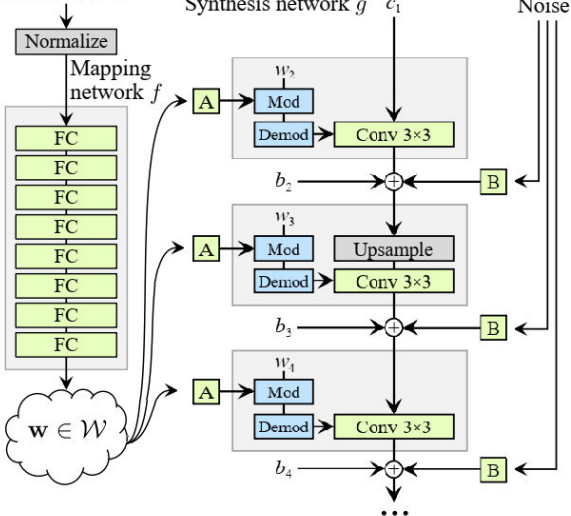 Synthesis network g c₁
Noise
Normalize
Mapping
network f
FC
FC
FC
FC
FC
FC
FC
FC
w ∈ W
A
w₂
Mod
Demod
Conv 3×3
b₂
B
A
w₃
Mod
Demod
Upsample
Conv 3×3
b₃
B
A
w₄
Mod
Demod
Conv 3×3
b₄
B
...